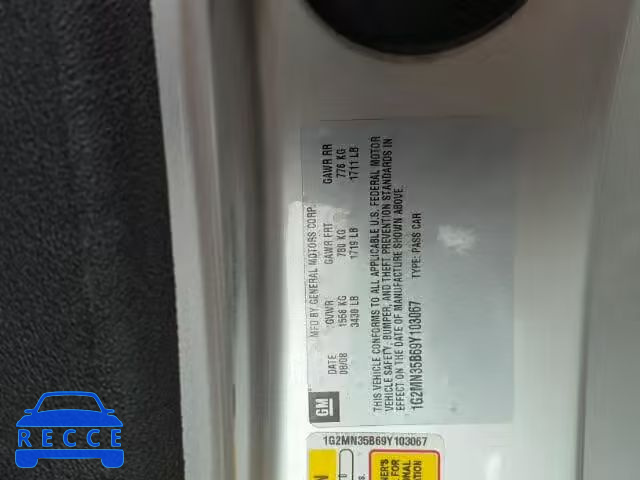 GM
MFD BY GENERAL MOTORS CORP.
DATE GVWR GAWR FRT GAWR RR
08/08 1556 KG 780 KG 776 KG
3430 LB 1719 LB 1711 LB
THIS VEHICLE CONFORMS TO ALL APPLICABLE U.S. FEDERAL MOTOR
VEHICLE SAFETY, BUMPER, AND THEFT PREVENTION STANDARDS IN
EFFECT ON THE DATE OF MANUFACTURE SHOWN ABOVE.
1G2MN35B69Y103067 TYPE: PASS CAR
1G2MN35B69Y103067
FOR
RECCE